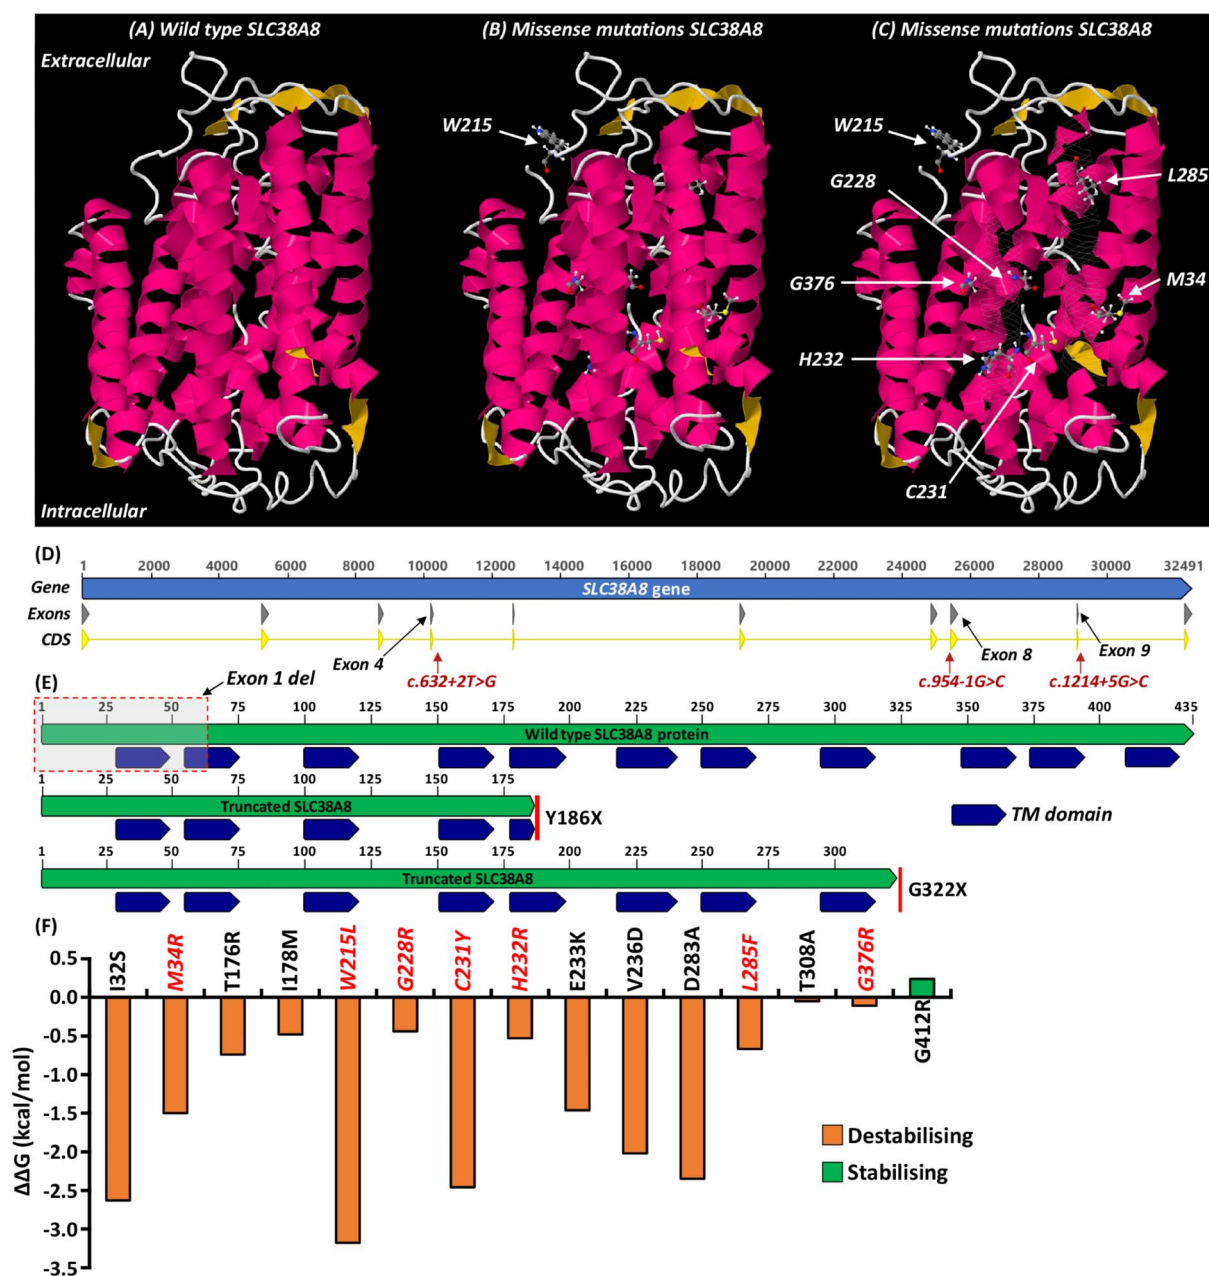 (A) Wild type SLC38A8
(B) Missense mutations SLC38A8
(C) Missense mutations SLC38A8
Extracellular
W215
W215
G228
L285
G376
M34
H232
C231
Intracellular
(D)
1 2000 4000 6000 8000 10000 12000 14000 16000 18000 20000 22000 24000 26000 28000 30000 32491
Gene SLC38A8 gene
Exons
CDS
Exon 4 Exon 8 Exon 9
c.632+2T>G c.954-1G>C c.1214+5G>C
(E) Exon 1 del
1 25 50 75 100 125 150 175 200 225 250 275 300 325 350 375 400 435
Wild type SLC38A8 protein
1 25 50 75 100 125 150 175
Truncated SLC38A8 Y186X
TM domain
1 25 50 75 100 125 150 175 200 225 250 275 300
Truncated SLC38A8 G322X
(F)
I32S M34R T176R I178M W215L G228R C231Y H232R E233K V236D D283A L285F T308A G376R G412R
ΔΔG (kcal/mol)
0.5
0.0
-0.5
-1.0
-1.5
-2.0
-2.5
-3.0
-3.5
Destabilising
Stabilising